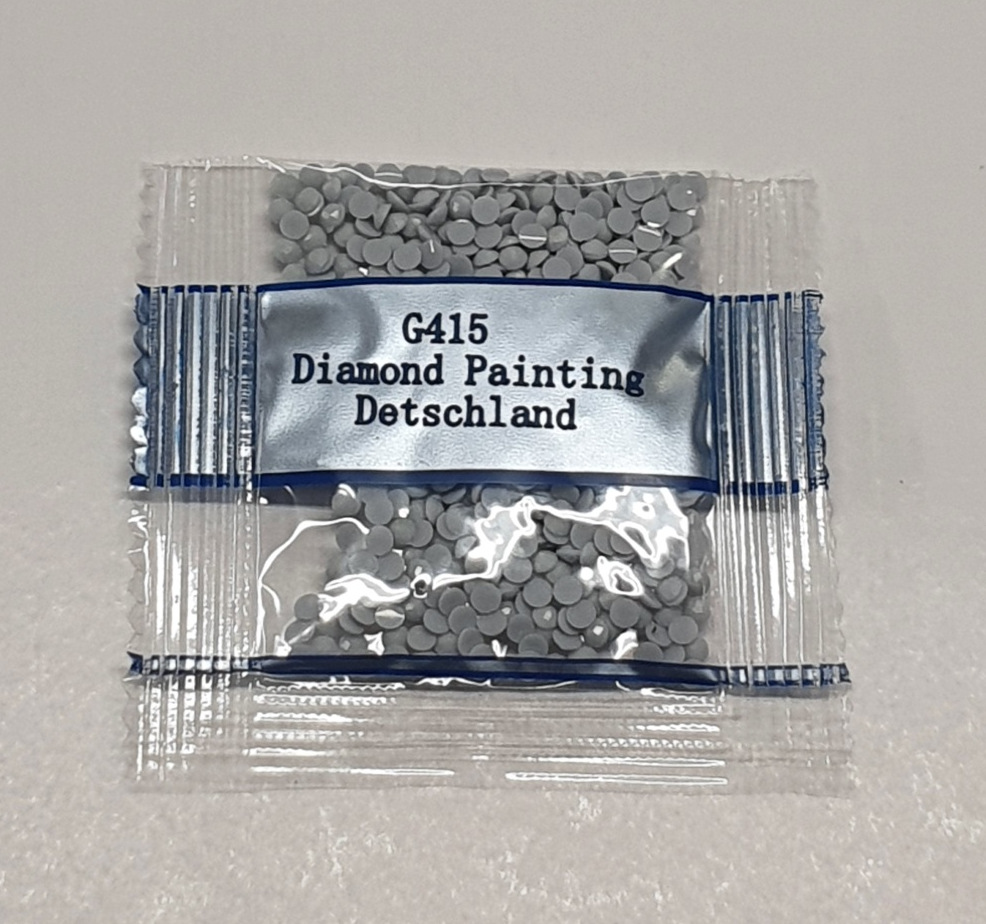 G415
Diamond Painting
Detschland